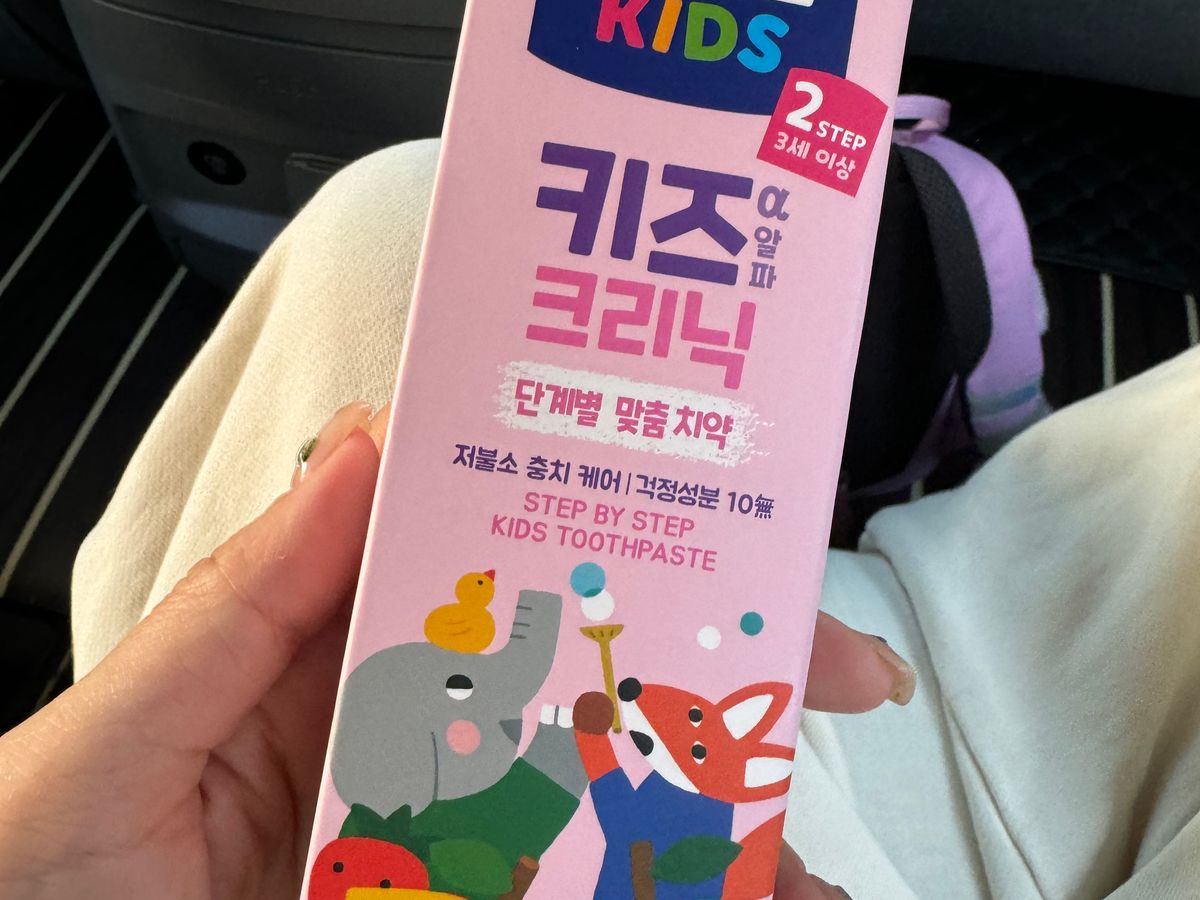 KIDS
2 STEP
3세 이상
키즈 α 알파
크리닉
단계별 맞춤 치약
저불소 충치 케어 | 걱정성분 10無
STEP BY STEP
KIDS TOOTHPASTE